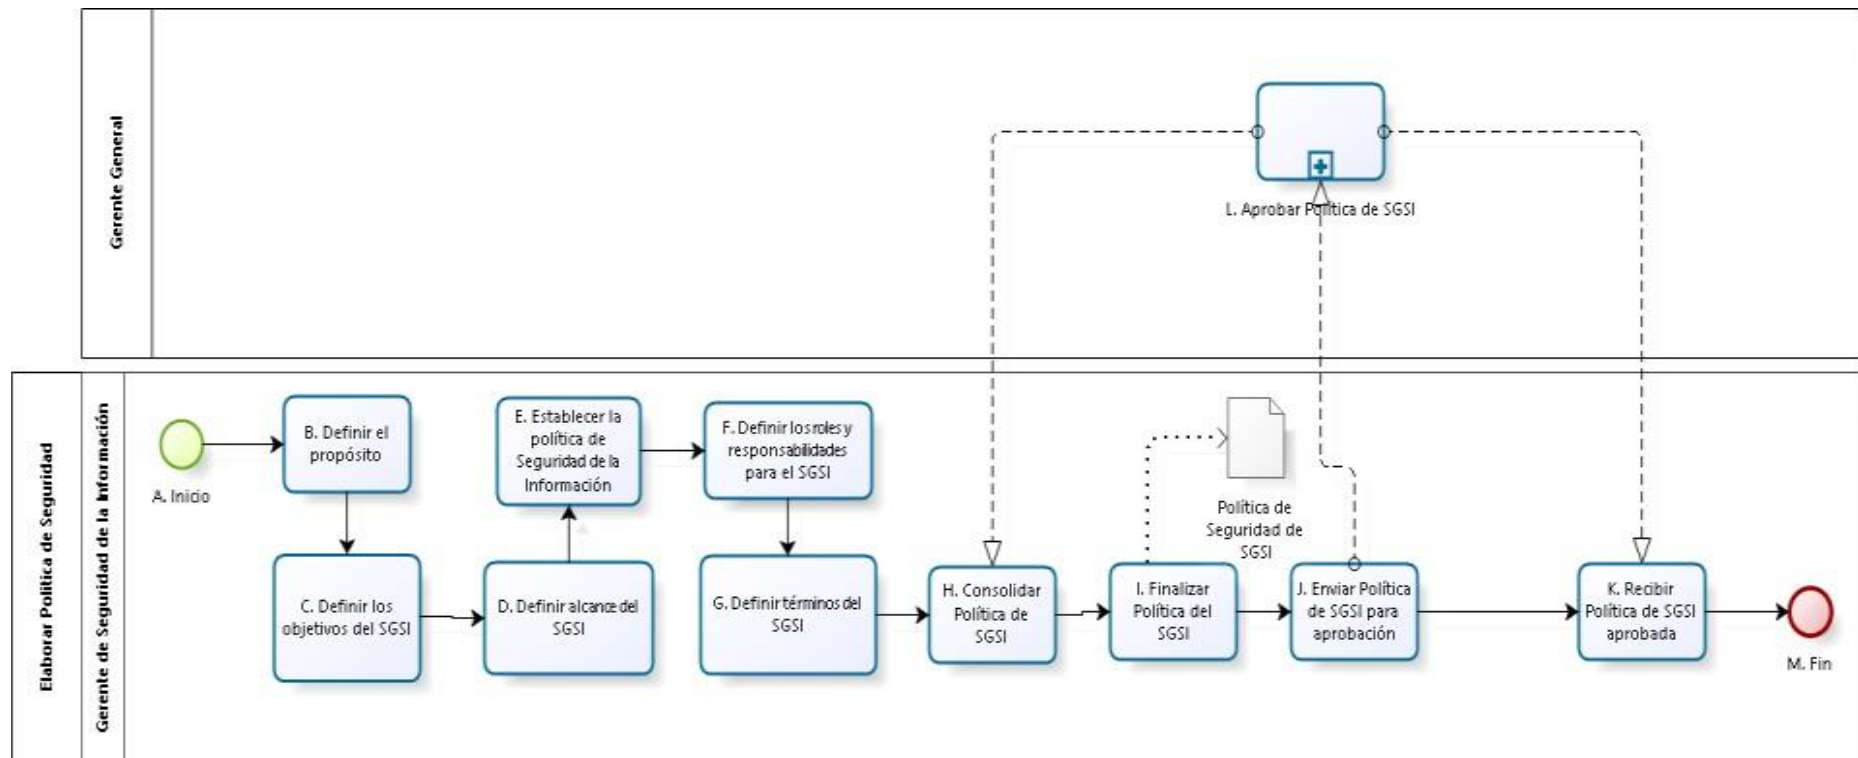 Gerente General
L. Aprobar Política de SGSI
Elaborar Política de Seguridad
Gerente de Seguridad de la Información
A. Inicio
B. Definir el
propósito
C. Definir los
objetivos del SGSI
D. Definir alcance del
SGSI
E. Establecer la
política de
Seguridad de la
Información
F. Definir los roles y
responsabilidades
para el SGSI
G. Definir términos del
SGSI
H. Consolidar
Política de
SGSI
I. Finalizar
Política del
SGSI
Política de
Seguridad de
SGSI
J. Enviar Política
de SGSI para
aprobación
K. Recibir
Política de SGSI
aprobada
M. Fin